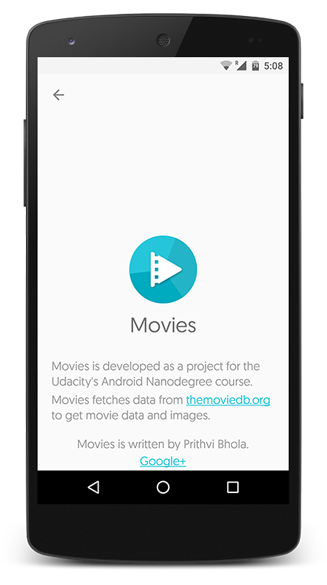 R
5:08
Movies
Movies is developed as a project for the
Udacity's Android Nanodegree course.
Movies fetches data from themoviedb.org
to get movie data and images.
Movies is written by Prithvi Bhola.
Google+